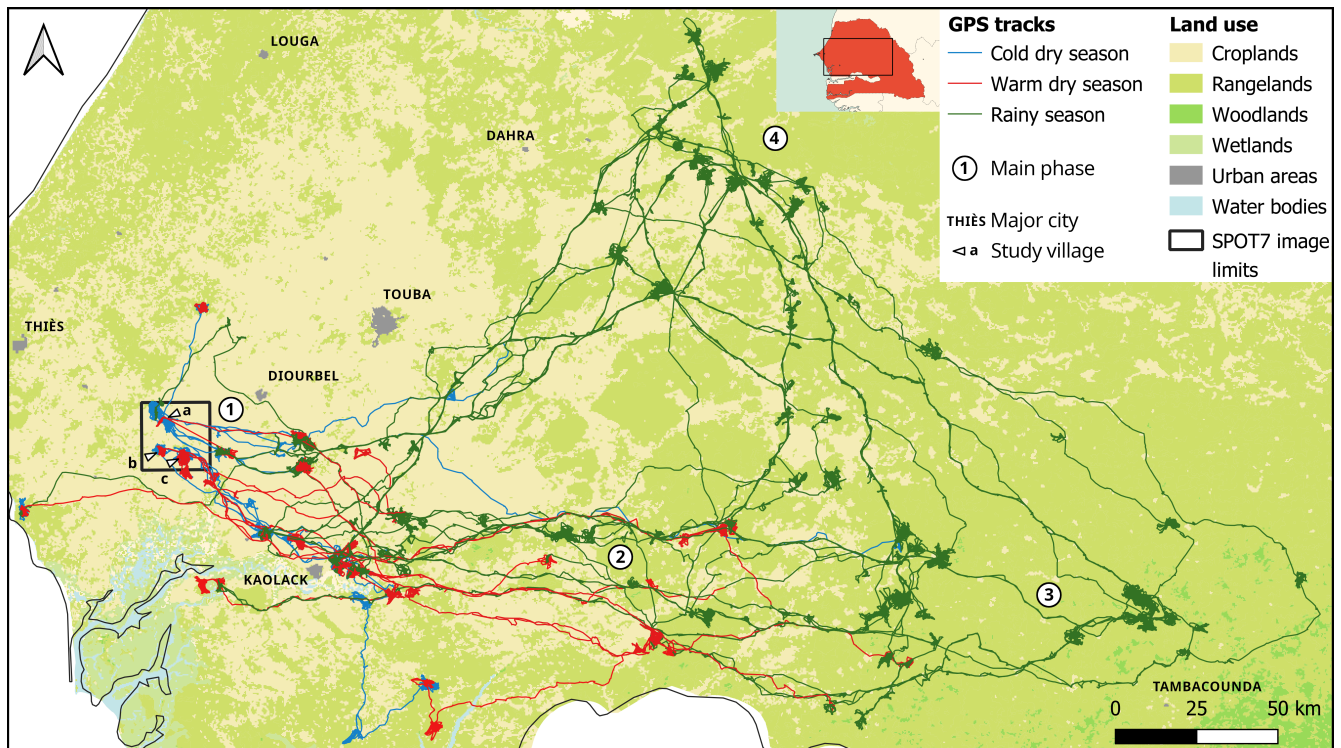 GPS tracks
Cold dry season
Warm dry season
Rainy season
1 Main phase
THIÈS Major city
a Study village
Land use
Croplands
Rangelands
Woodlands
Wetlands
Urban areas
Water bodies
SPOT7 image
limits
LOUGA
DAHRA
4
TOUBA
THIÈS
DIOURBEL
1
a
b
c
2
KAOLACK
3
TAMBACOUNDA
0 25 50 km